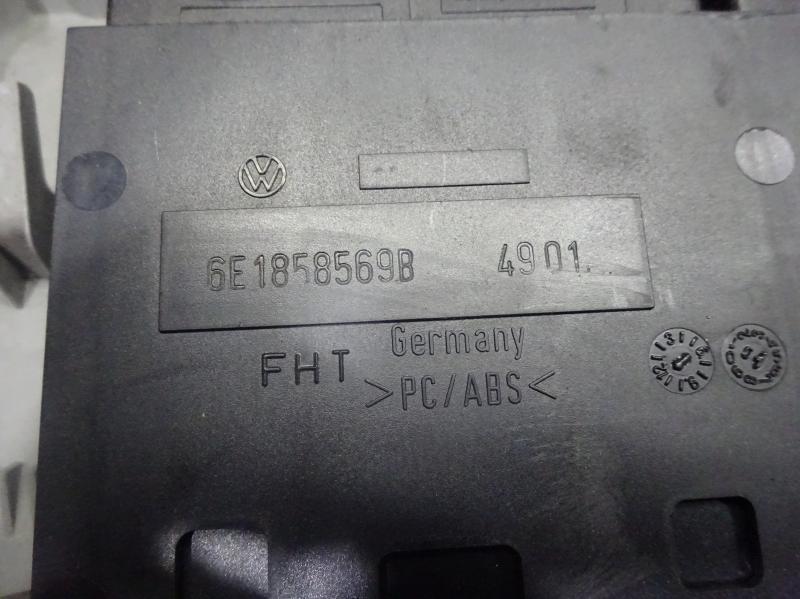 6E1858569B 4901.
Germany
FHT
>PC/ABS<